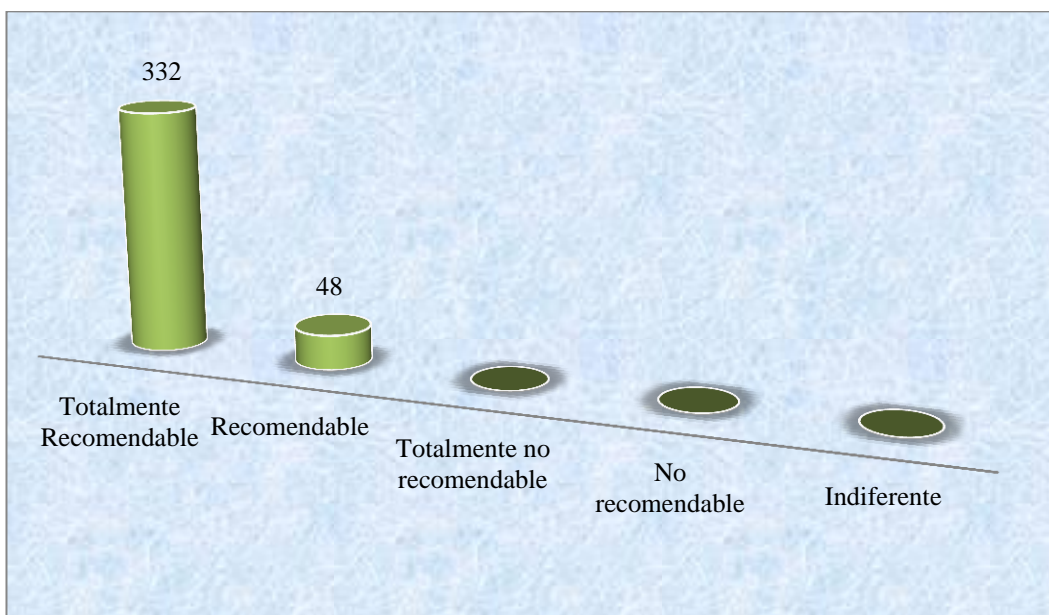 332
48
Totalmente
Recomendable
Recomendable
Totalmente no
recomendable
No
recomendable
Indiferente